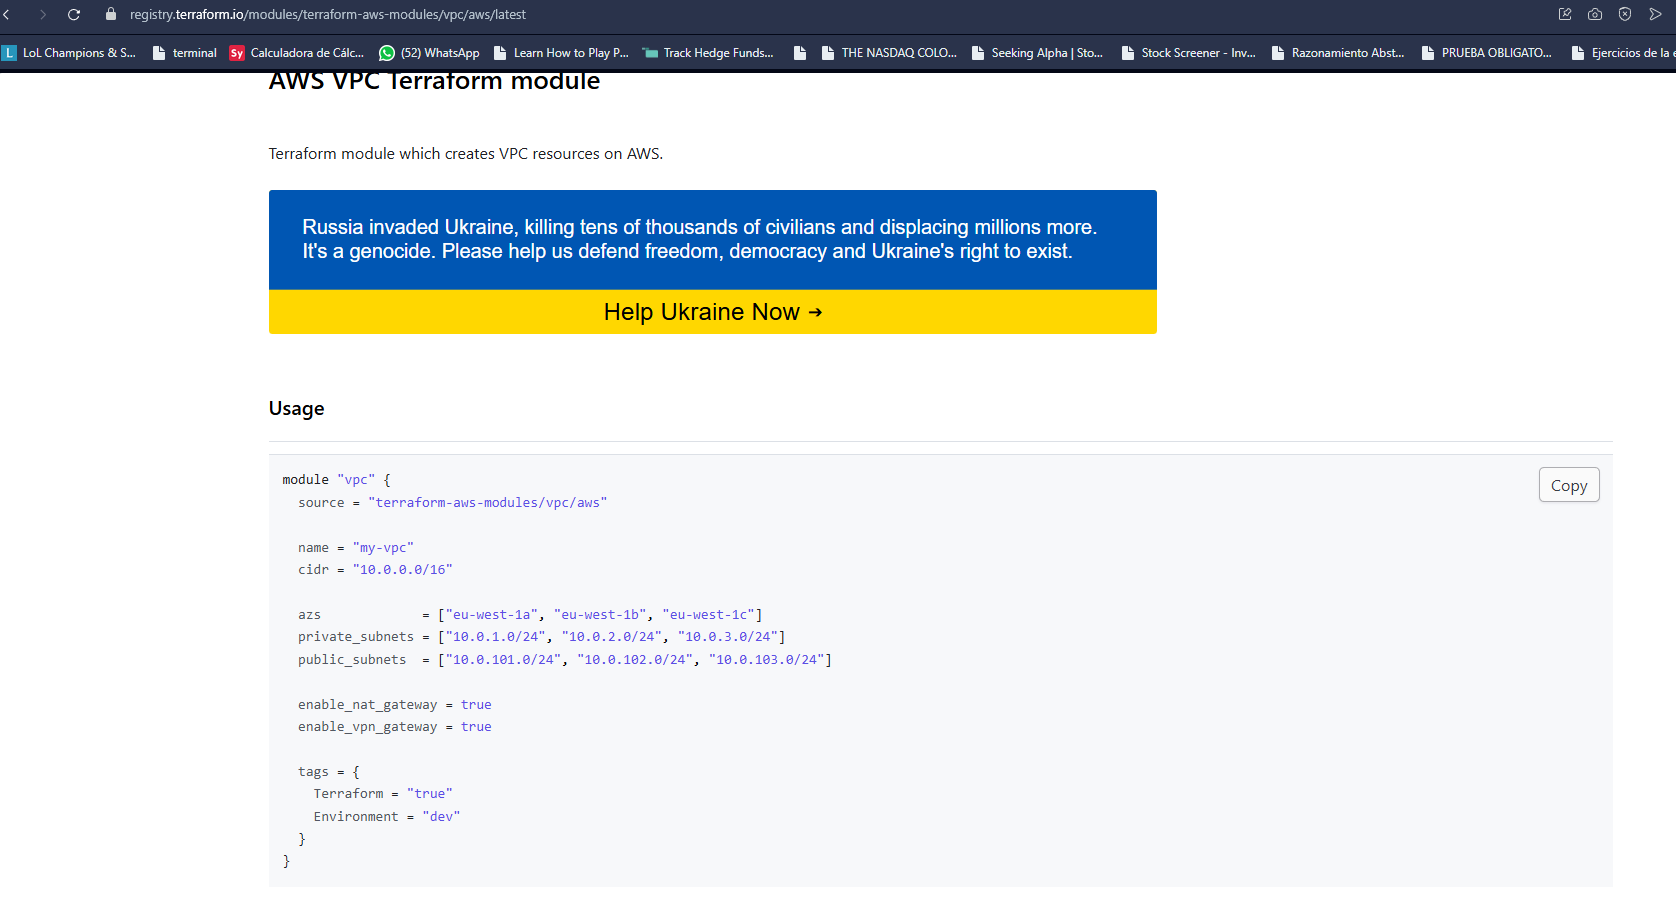 registry.terraform.io/modules/terraform-aws-modules/vpc/aws/latest
L LoL Champions & S... terminal Sy Calculadora de Cálc... (52) WhatsApp Learn How to Play P... Track Hedge Funds... THE NASDAQ COLO... Seeking Alpha | Sto... Stock Screener - Inv... Razonamiento Abst... PRUEBA OBLIGATO... Ejercicios de la e
AWS VPC Terraform module
Terraform module which creates VPC resources on AWS.
Russia invaded Ukraine, killing tens of thousands of civilians and displacing millions more.
It's a genocide. Please help us defend freedom, democracy and Ukraine's right to exist.
Help Ukraine Now →
Usage
Copy
module "vpc" {
  source = "terraform-aws-modules/vpc/aws"
  name = "my-vpc"
  cidr = "10.0.0.0/16"
  azs             = ["eu-west-1a", "eu-west-1b", "eu-west-1c"]
  private_subnets = ["10.0.1.0/24", "10.0.2.0/24", "10.0.3.0/24"]
  public_subnets  = ["10.0.101.0/24", "10.0.102.0/24", "10.0.103.0/24"]
  enable_nat_gateway = true
  enable_vpn_gateway = true
  tags = {
    Terraform = "true"
    Environment = "dev"
  }
}